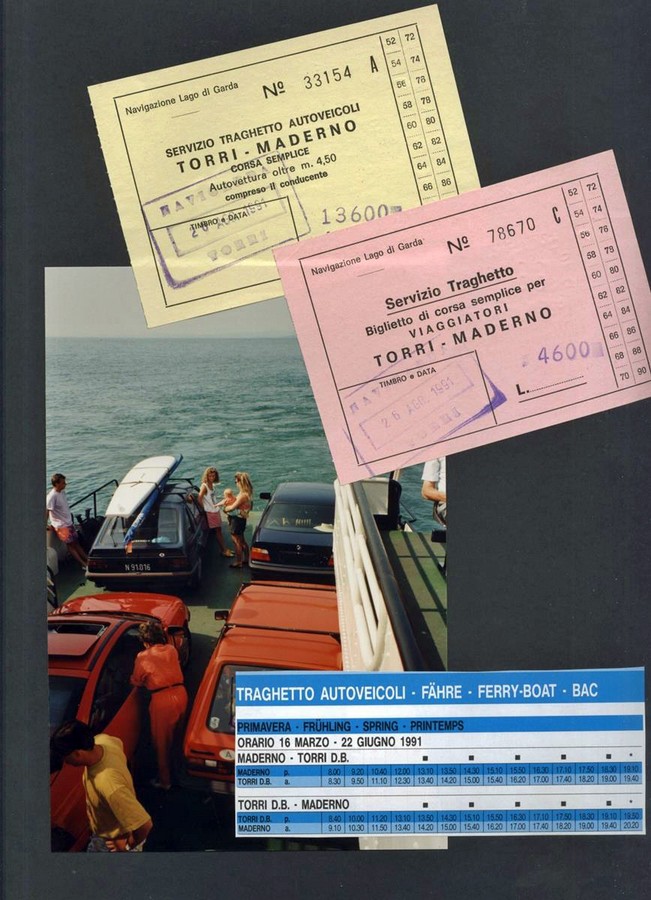 Navigazione Lago di Garda
Nº 33154 A
SERVIZIO TRAGHETTO AUTOVEICOLI
TORRI - MADERNO
CORSA SEMPLICE
Autovettura oltre m. 4,50
compreso il conducente
TIMBRO e DATA
13600
52 72
54 74
56 78
58 78
60 80
62 82
64 84
66 86
Navigazione Lago di Garda
Nº 78670 C
Servizio Traghetto
Biglietto di corsa semplice per
VIAGGIATORI
TORRI - MADERNO
TIMBRO e DATA
26 AGO. 1991
4600
L.
52 72
54 74
56 78
58 78
60 80
62 82
64 84
66 86
68 88
70 90
N 91016
TRAGHETTO AUTOVEICOLI - FÄHRE - FERRY-BOAT - BAC
PRIMAVERA - FRÜHLING - SPRING - PRINTEMPS
ORARIO 16 MARZO - 22 GIUGNO 1991
MADERNO - TORRI D.B.
MADERNO p. 8.00 9.20 10.40 12.00 13.10 13.50 14.30 15.10 15.50 16.30 17.10 17.50 18.30 19.10
TORRI D.B. a. 8.30 9.50 11.10 12.30 13.40 14.20 15.00 15.40 16.20 17.00 17.40 18.20 19.00 19.40
TORRI D.B. - MADERNO
TORRI D.B. p. 8.40 10.00 11.20 13.10 13.50 14.30 15.10 15.50 16.30 17.10 17.50 18.30 19.10 19.50
MADERNO a. 9.10 10.30 11.50 13.40 14.20 15.00 15.45 16.20 17.00 17.40 18.20 19.00 19.40 20.20